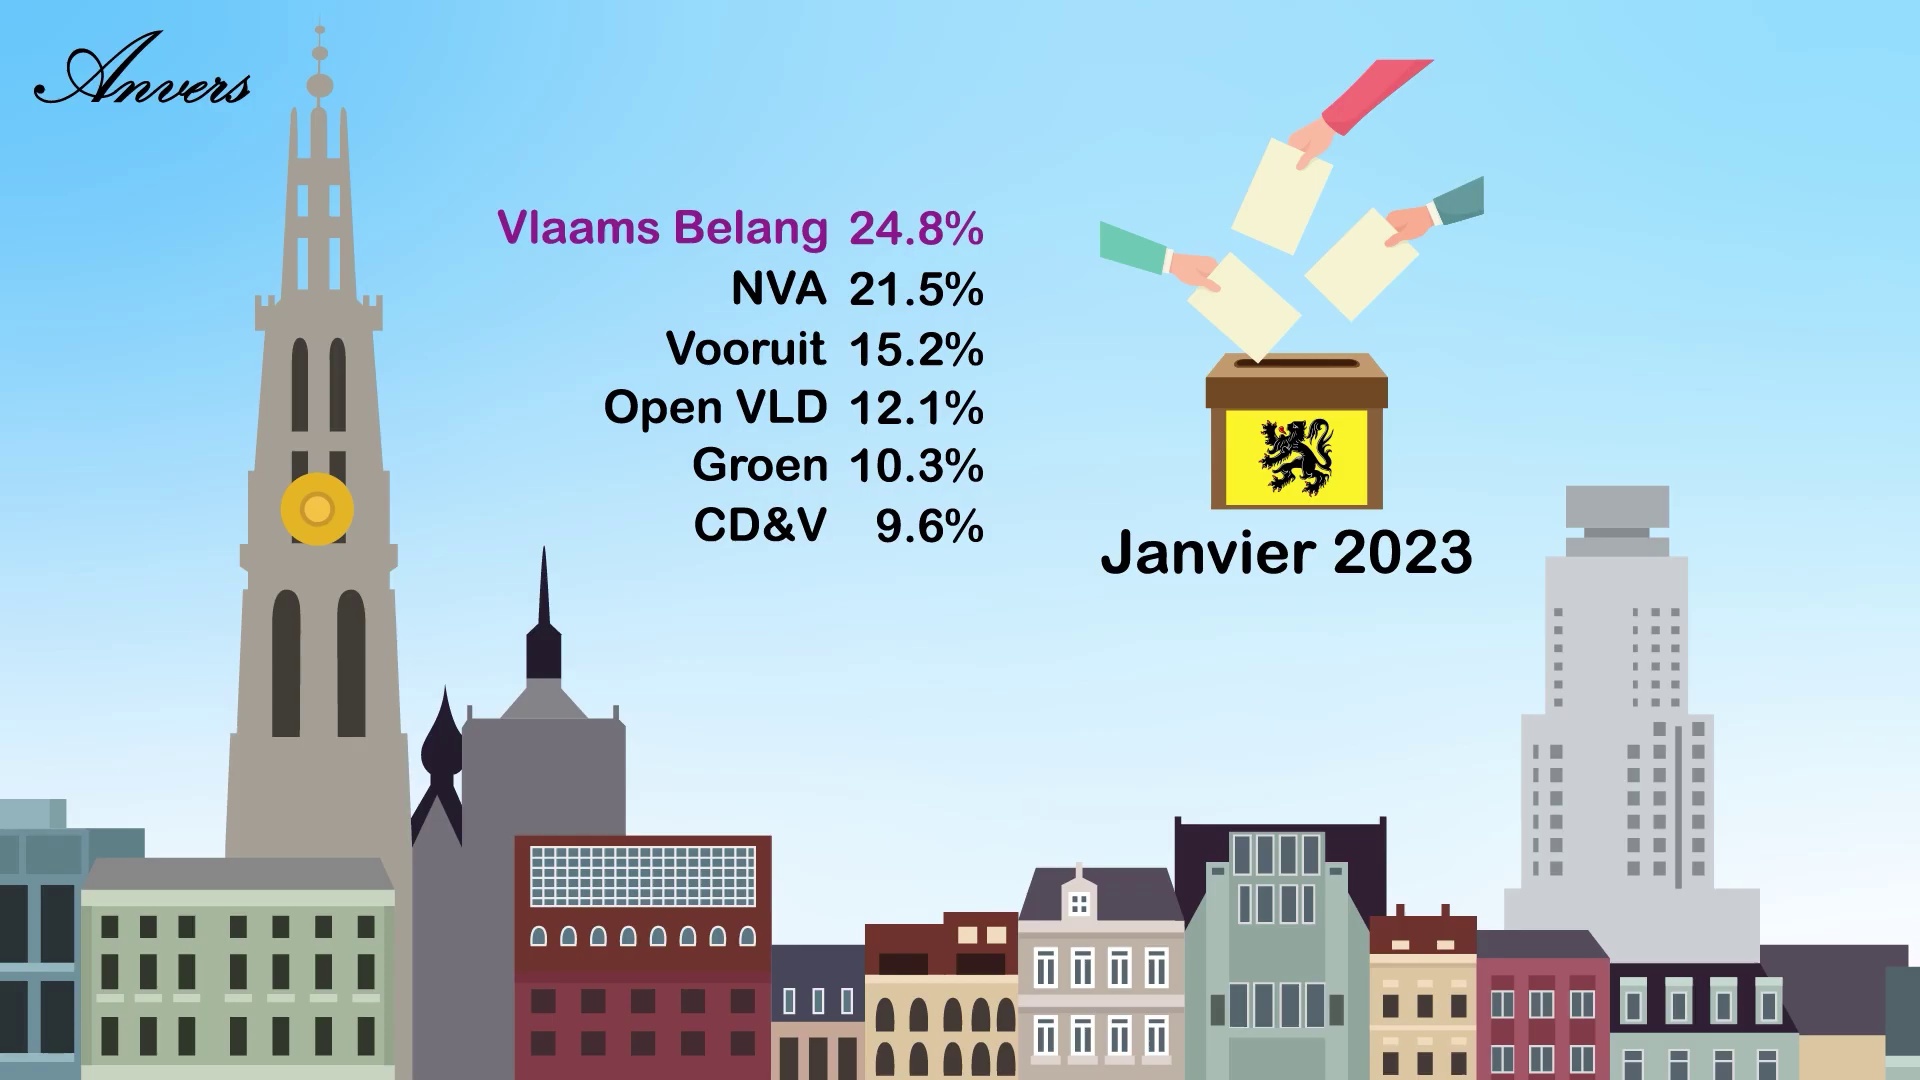 Anvers
Vlaams Belang 24.8%
NVA 21.5%
Vooruit 15.2%
Open VLD 12.1%
Groen 10.3%
CD&V 9.6%
Janvier 2023